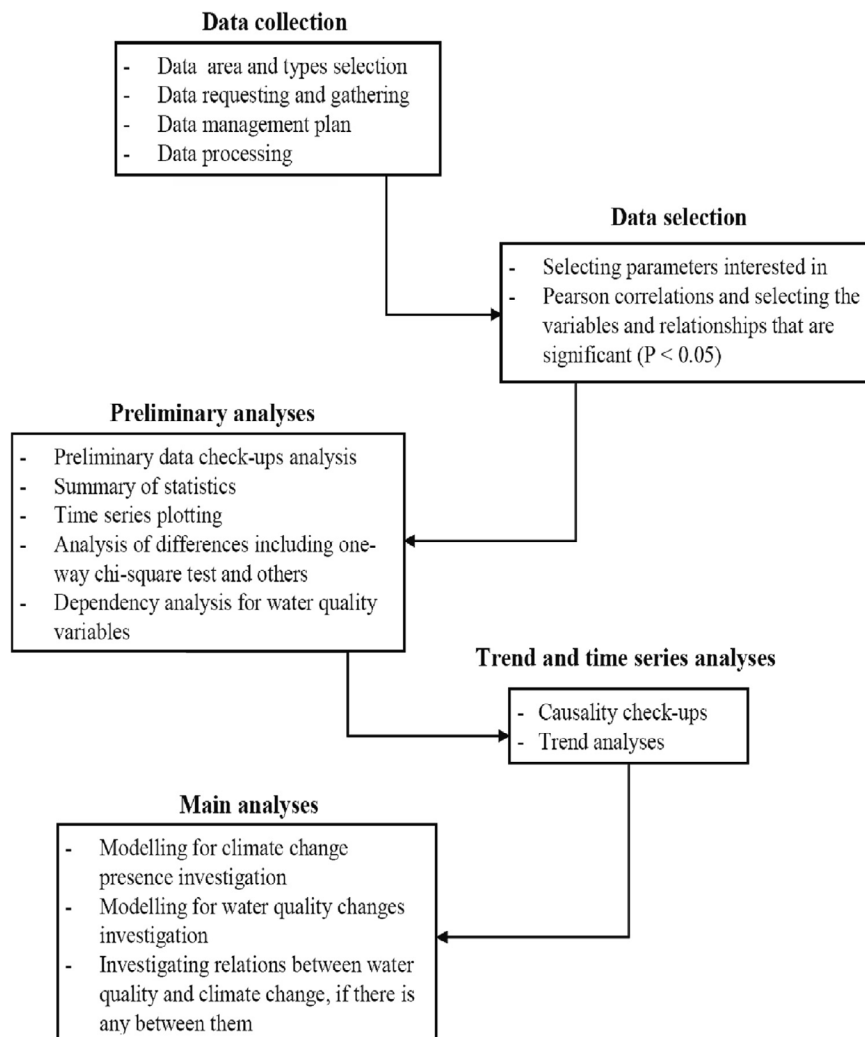 Data collection
- Data area and types selection
- Data requesting and gathering
- Data management plan
- Data processing
Data selection
- Selecting parameters interested in
- Pearson correlations and selecting the
variables and relationships that are
significant (P < 0.05)
Preliminary analyses
- Preliminary data check-ups analysis
- Summary of statistics
- Time series plotting
- Analysis of differences including one-
way chi-square test and others
- Dependency analysis for water quality
variables
Trend and time series analyses
- Causality check-ups
- Trend analyses
Main analyses
- Modelling for climate change
presence investigation
- Modelling for water quality changes
investigation
- Investigating relations between water
quality and climate change, if there is
any between them